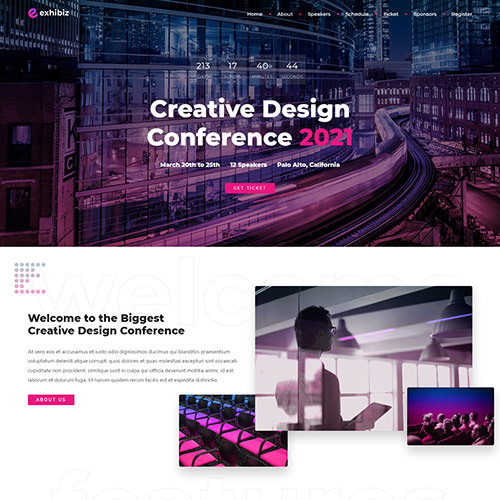 exhibiz
Home About Speakers Schedule Ticket Sponsors Register
213 17 40 44
DAYS HOURS MINUTES SECONDS
Creative Design
Conference 2021
March 20th to 25th 12 Speakers Palo Alto, California
GET TICKET
welcome
Welcome to the Biggest
Creative Design Conference
At vero eos et accusamus et iusto odio dignissimos ducimus qui blanditiis praesentium
voluptatum deleniti atque corrupti quos dolores et quas molestias excepturi sint occaecati
cupiditate non provident, similique sunt in culpa qui officia deserunt mollitia animi, id est
laborum et dolorum fuga. Et harum quidem rerum facilis est et expedita distinctio.
ABOUT US
features